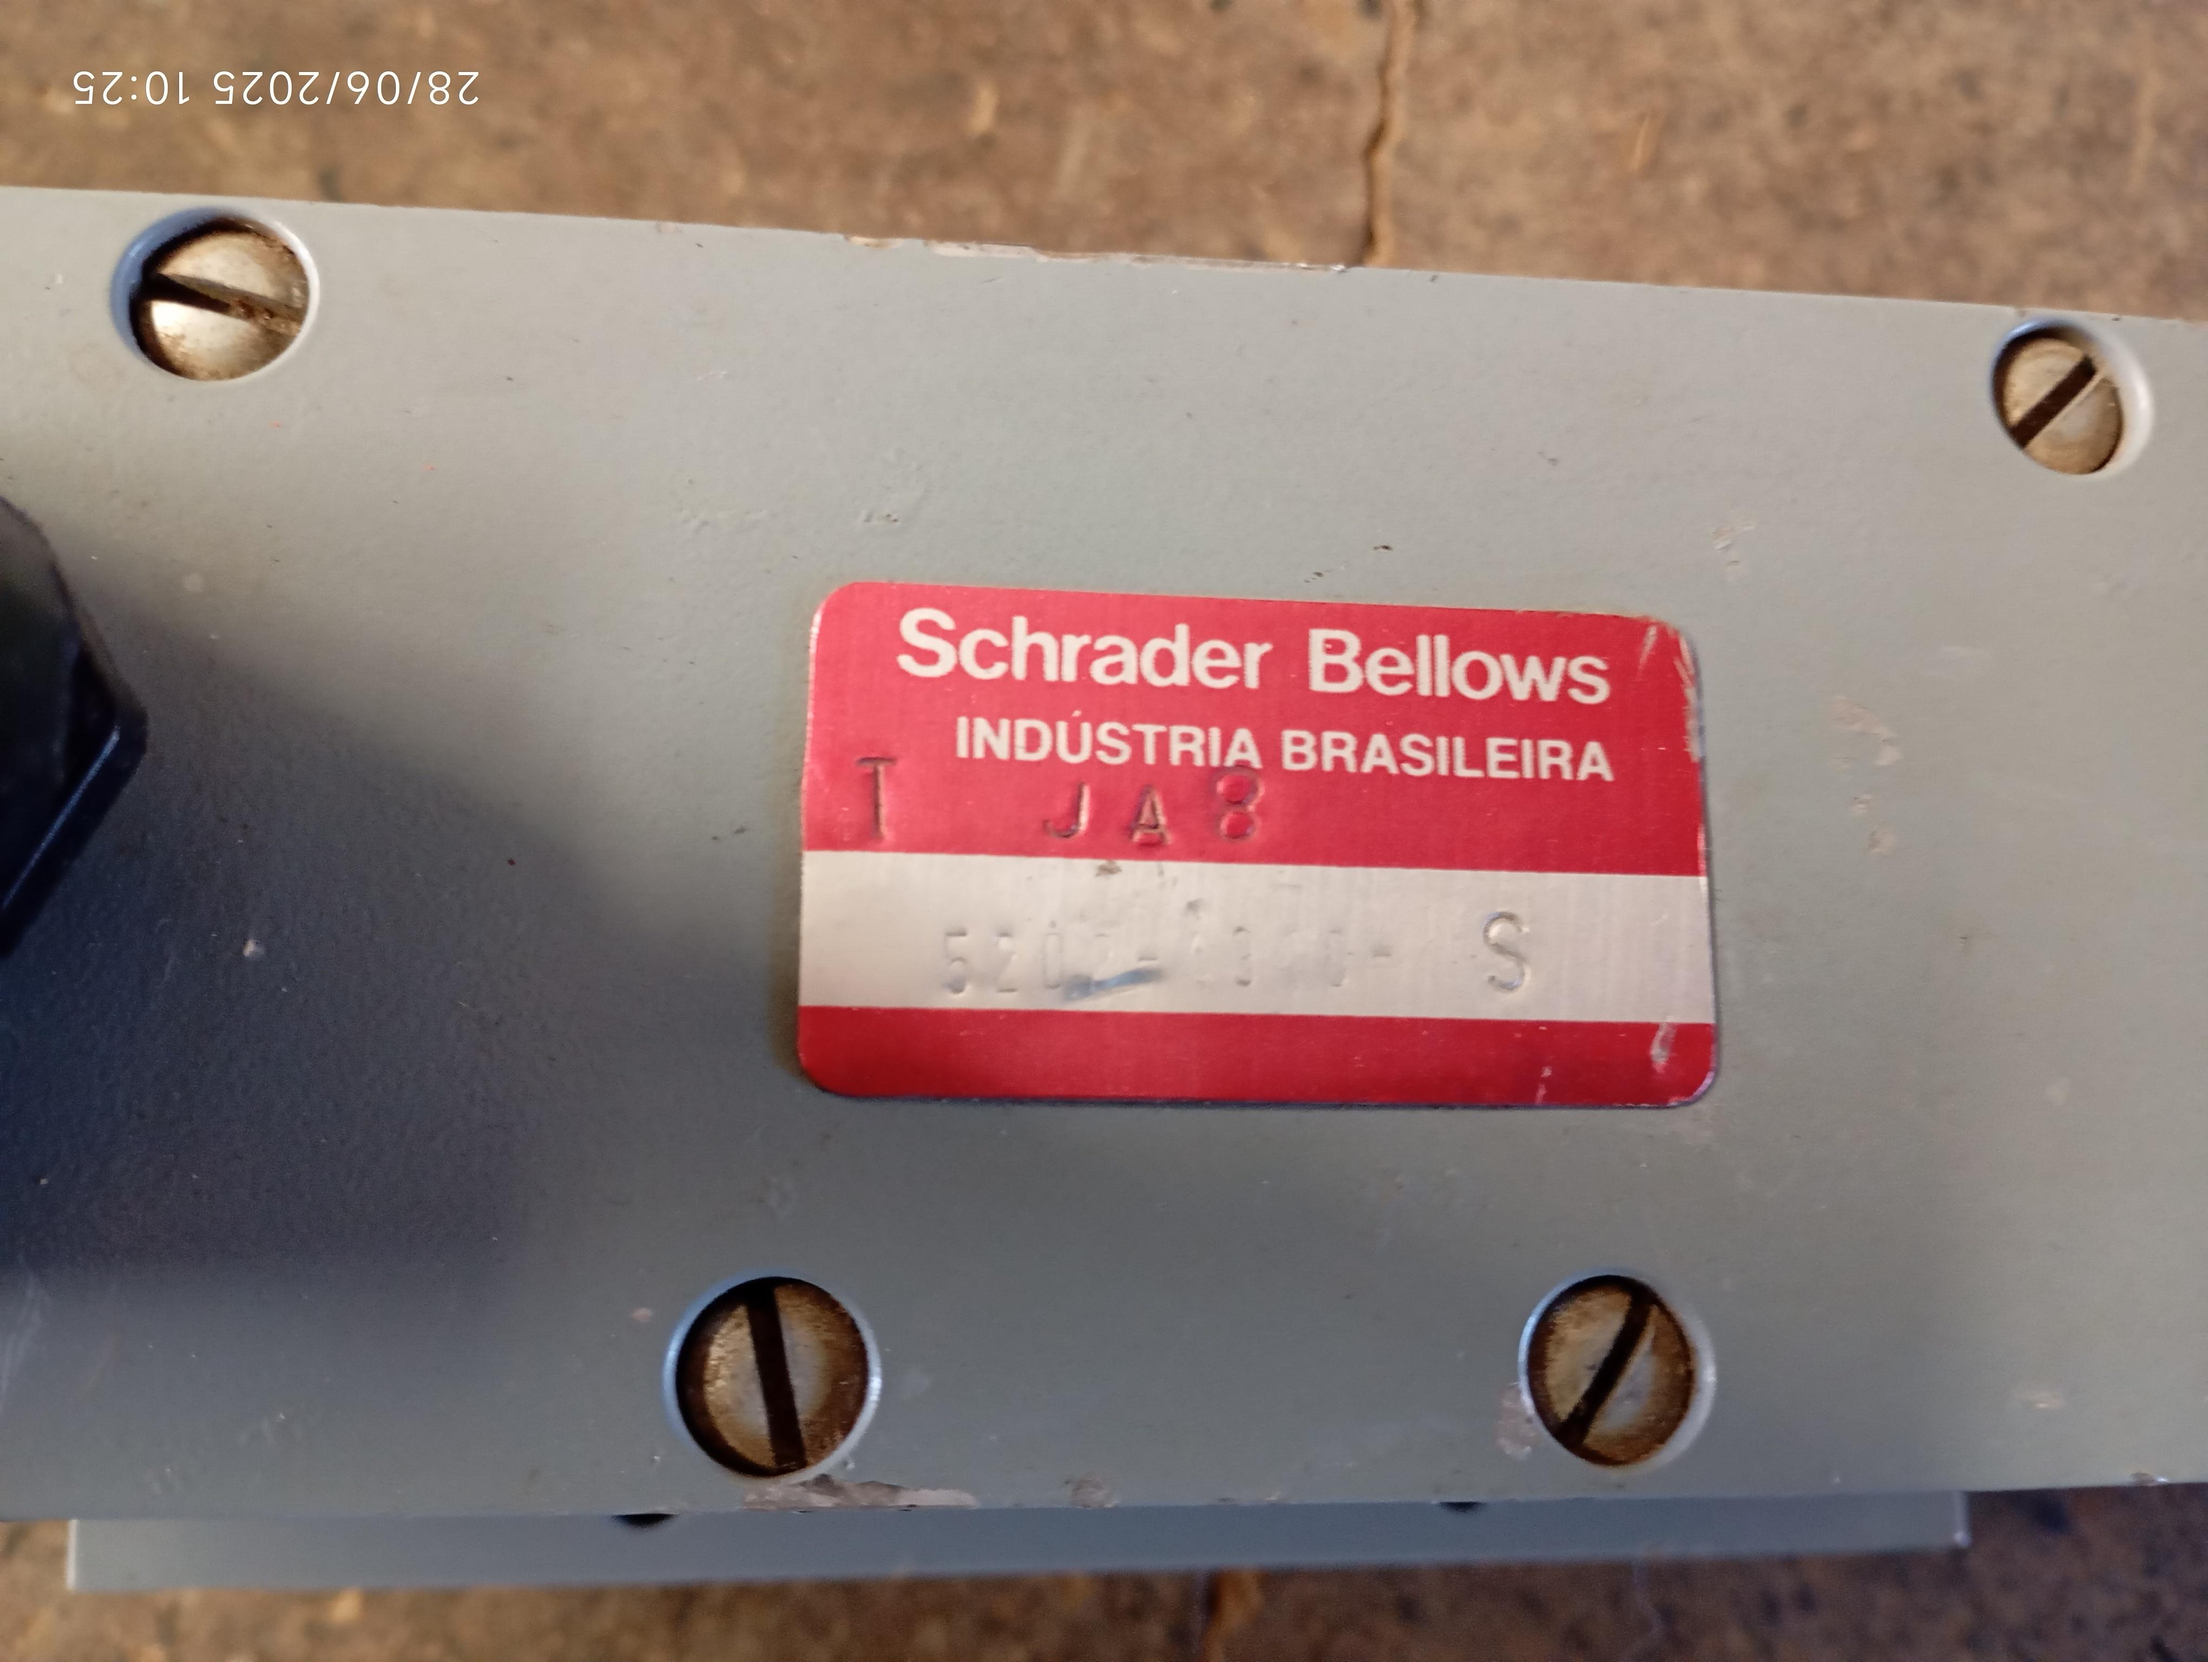 28/06/2025 10:25
Schrader Bellows
INDÚSTRIA BRASILEIRA
T JA8
S